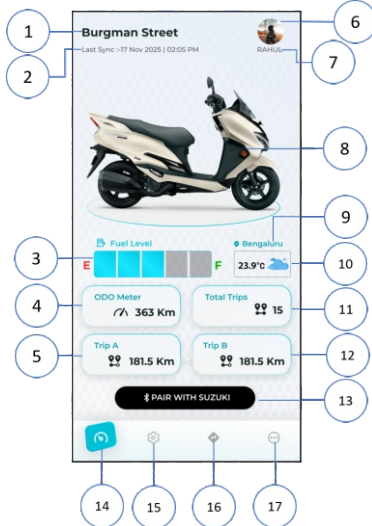 1
Burgman Street
6
2
Last Sync :-17 Nov 2025 | 02:05 PM
RAHUL
7
8
9
3
Fuel Level
Bengaluru
E
F
23.9°C
10
4
ODO Meter
363 Km
Total Trips
15
11
5
Trip A
181.5 Km
Trip B
181.5 Km
12
PAIR WITH SUZUKI
13
14
15
16
17